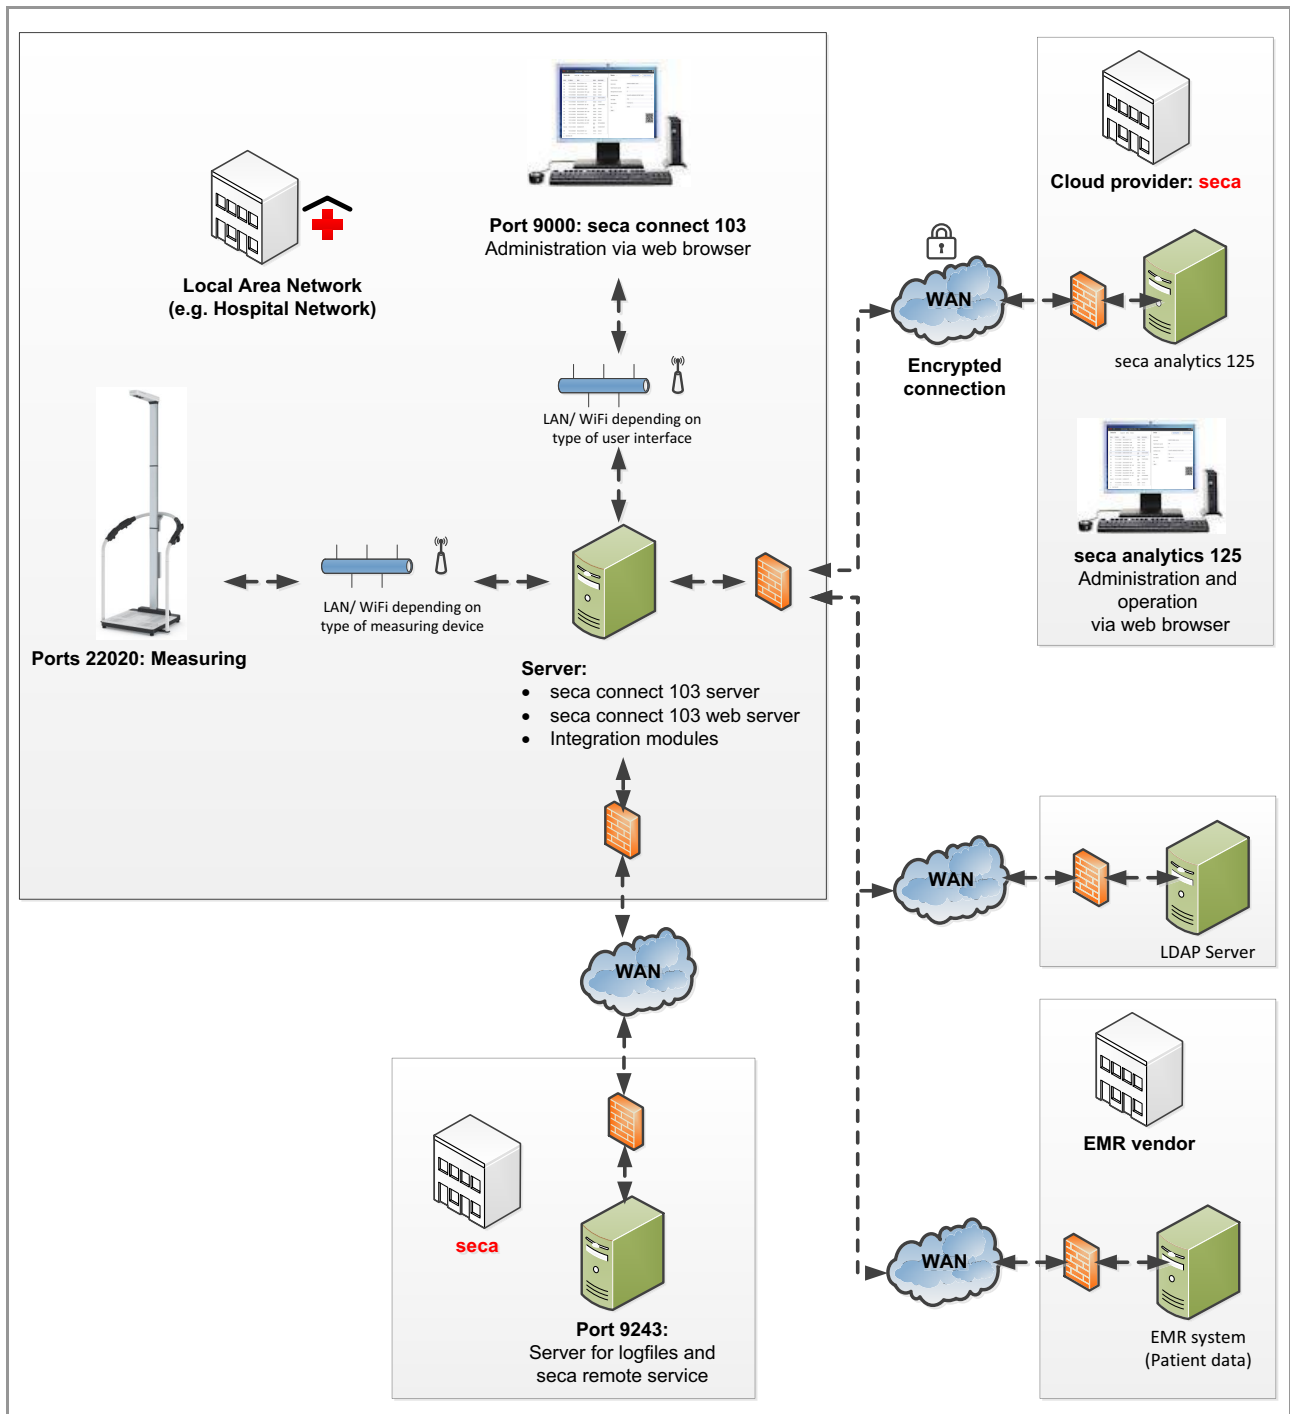 Port 9000: seca connect 103
Administration via web browser
Local Area Network
(e.g. Hospital Network)
LAN/ WiFi depending on
type of user interface
LAN/ WiFi depending on
type of measuring device
Ports 22020: Measuring
Server:
• seca connect 103 server
• seca connect 103 web server
• Integration modules
WAN
seca
Port 9243:
Server for logfiles and
seca remote service
WAN
Encrypted
connection
Cloud provider: seca
seca analytics 125
seca analytics 125
Administration and
operation
via web browser
WAN
LDAP Server
EMR vendor
WAN
EMR system
(Patient data)